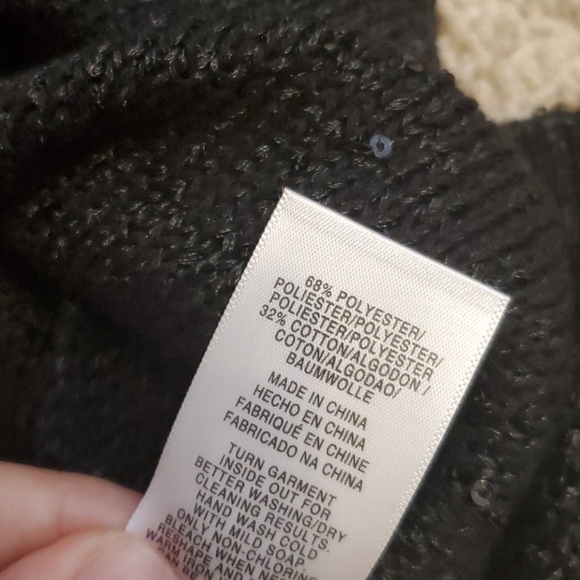 68% POLYESTER/
POLIESTER/POLYESTER/
POLIÉSTER/POLYESTER
32% COTTON/ALGODON /
COTON/ALGODAO/
BAUMWOLLE
MADE IN CHINA
HECHO EN CHINA
FABRIQUÉ EN CHINE
FABRICADO NA CHINA
TURN GARMENT
INSIDE OUT FOR
BETTER WASHING/DRY
CLEANING RESULTS.
HAND WASH COLD
WITH MILD SOAP.
ONLY NON-CHLORINE
BLEACH WHEN NEEDED
RESHAPE